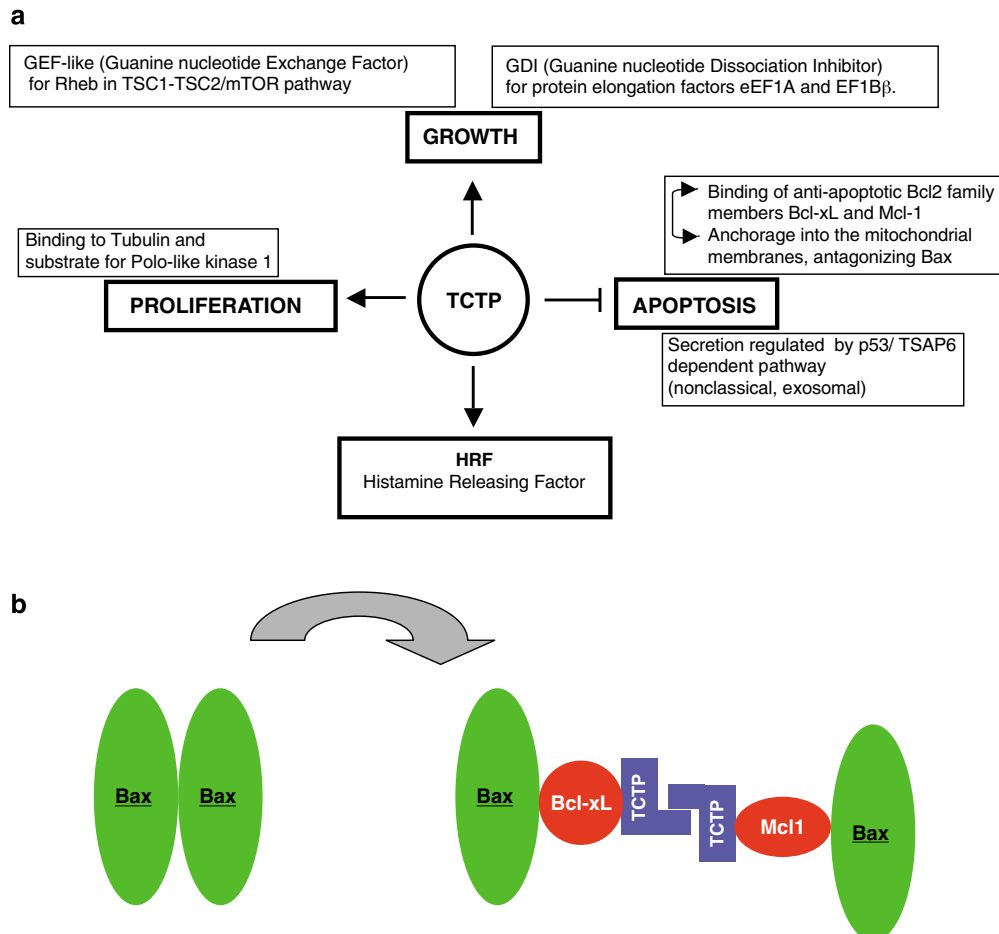 a
GEF-like (Guanine nucleotide Exchange Factor)
for Rheb in TSC1-TSC2/mTOR pathway
GDI (Guanine nucleotide Dissociation Inhibitor)
for protein elongation factors eEF1A and EF1Bβ.
GROWTH
Binding of anti-apoptotic Bcl2 family
members Bcl-xL and Mcl-1
Anchorage into the mitochondrial
membranes, antagonizing Bax
Binding to Tubulin and
substrate for Polo-like kinase 1
PROLIFERATION
TCTP
APOPTOSIS
Secretion regulated by p53/ TSAP6
dependent pathway
(nonclassical, exosomal)
HRF
Histamine Releasing Factor
b
Bax
Bax
Bax
Bcl-xL
TCTP
TCTP
Mcl1
Bax